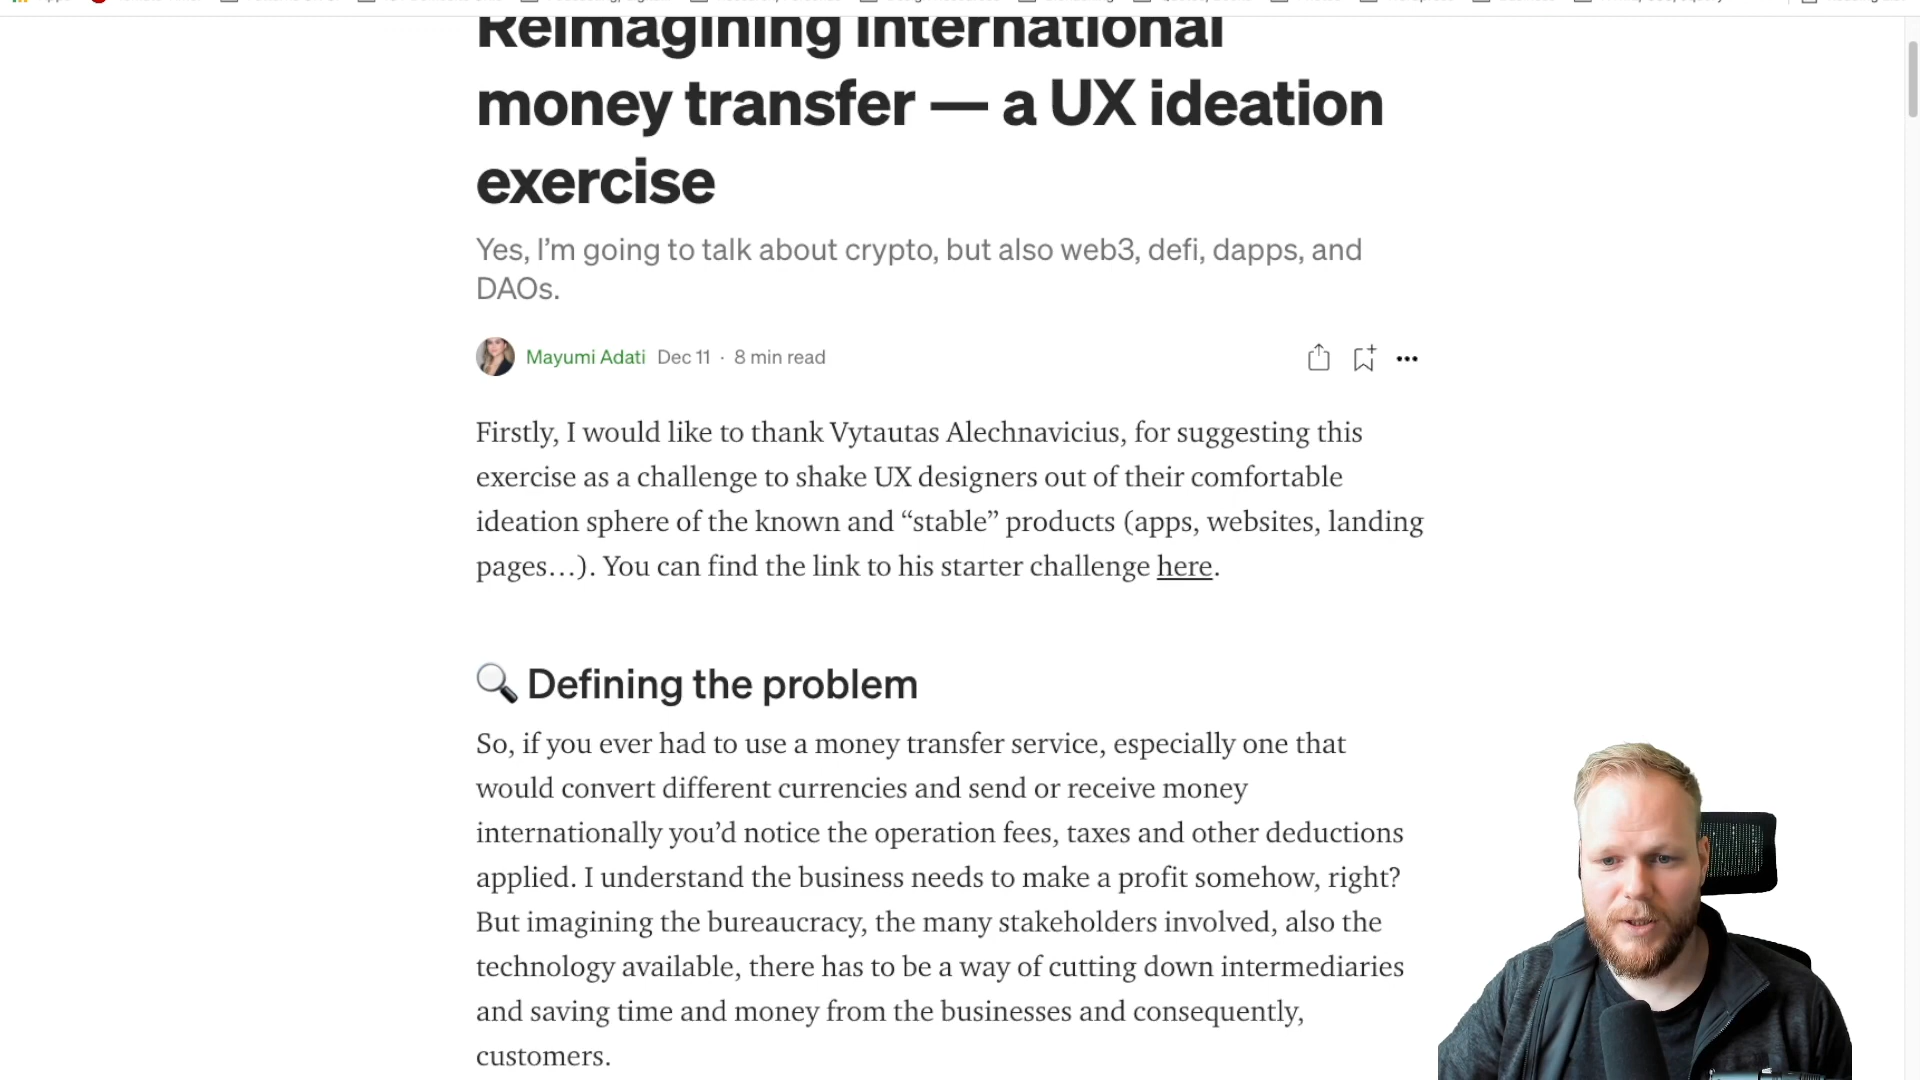 Reimagining international
money transfer — a UX ideation
exercise
Yes, I’m going to talk about crypto, but also web3, defi, dapps, and
DAOs.
Mayumi Adati Dec 11 · 8 min read
Firstly, I would like to thank Vytautas Alechnavicius, for suggesting this
exercise as a challenge to shake UX designers out of their comfortable
ideation sphere of the known and “stable” products (apps, websites, landing
pages…). You can find the link to his starter challenge here.
🔍 Defining the problem
So, if you ever had to use a money transfer service, especially one that
would convert different currencies and send or receive money
internationally you’d notice the operation fees, taxes and other deductions
applied. I understand the business needs to make a profit somehow, right?
But imagining the bureaucracy, the many stakeholders involved, also the
technology available, there has to be a way of cutting down intermediaries
and saving time and money from the businesses and consequently,
customers.